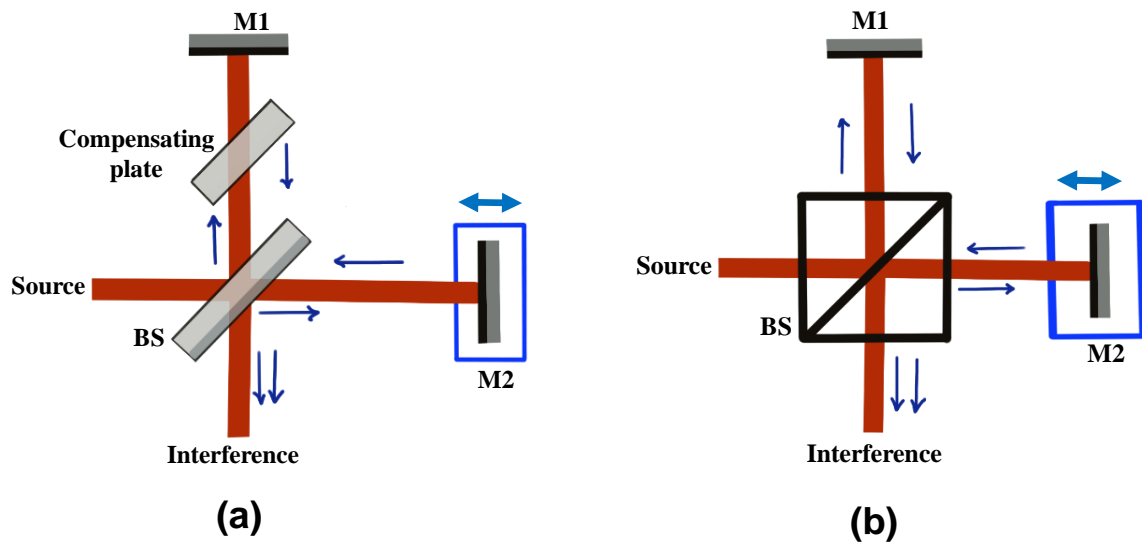 M1
Compensating
plate
Source
BS
M2
Interference
(a)
M1
Source
BS
M2
Interference
(b)